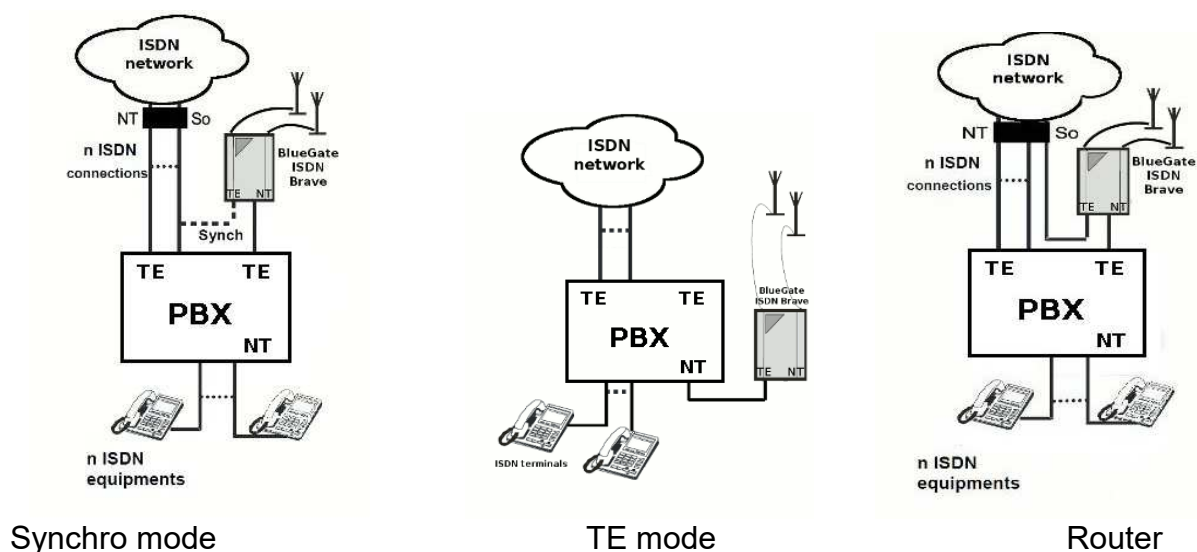 ISDN
network
NT
So
n ISDN
connections
BlueGate
ISDN
Brave
TE NT
Synch
TE TE
PBX
NT
n ISDN
equipments
Synchro mode
ISDN
network
BlueGate
ISDN Brave
TE TE
PBX
NT
TE NT
ISDN terminals
TE mode
ISDN
network
NT
So
n ISDN
connections
BlueGate
ISDN
Brave
TE NT
TE TE
PBX
NT
n ISDN
equipments
Router